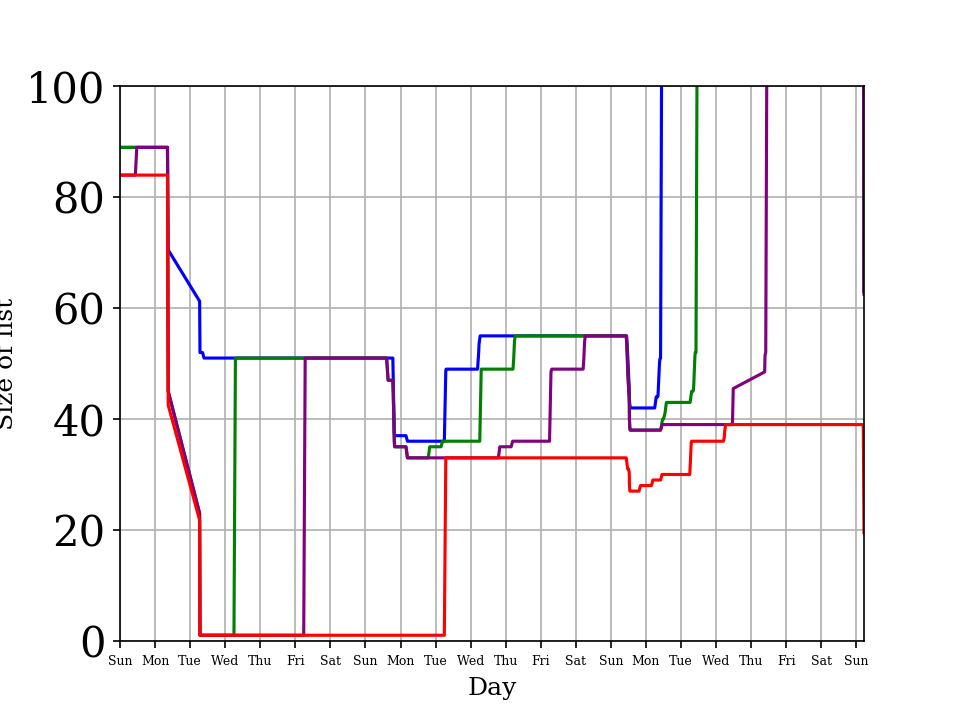 100
80
60
40
20
0
Size of list
Sun Mon Tue Wed Thu Fri Sat Sun Mon Tue Wed Thu Fri Sat Sun Mon Tue Wed Thu Fri Sat Sun
Day